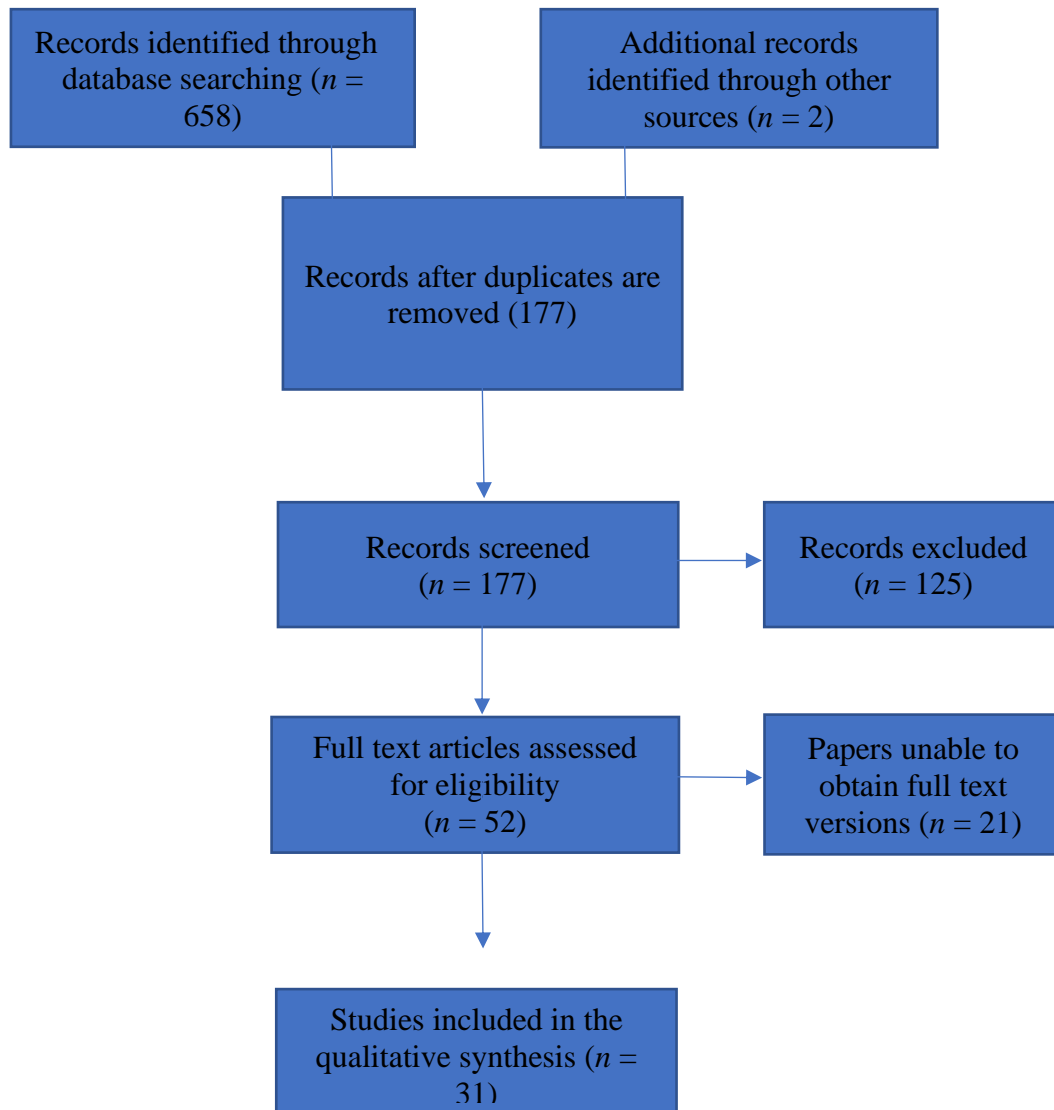 Records identified through
database searching (n =
658)
Additional records
identified through other
sources (n = 2)
Records after duplicates are
removed (177)
Records screened
(n = 177)
Records excluded
(n = 125)
Full text articles assessed
for eligibility
(n = 52)
Papers unable to
obtain full text
versions (n = 21)
Studies included in the
qualitative synthesis (n =
31)